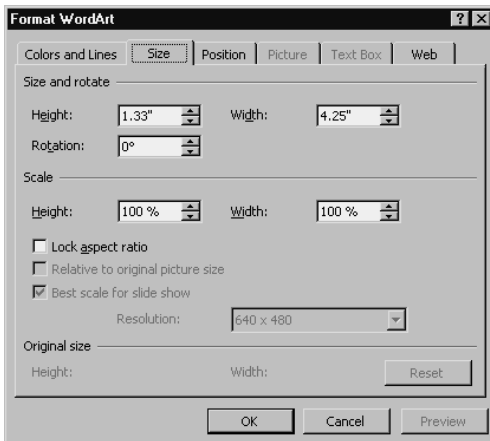 Format WordArt
Colors and Lines Size Position Picture Text Box Web
Size and rotate
Height: 1.33" Width: 4.25"
Rotation: 0°
Scale
Height: 100 % Width: 100 %
Lock aspect ratio
Relative to original picture size
Best scale for slide show
Resolution: 640 x 480
Original size
Height: Width: Reset
OK Cancel Preview